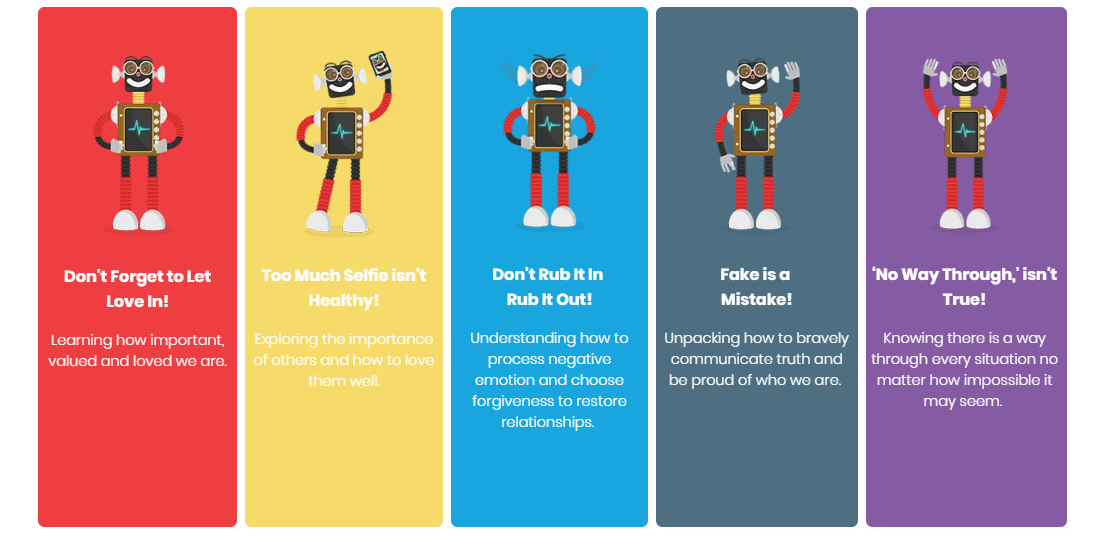 Don't Forget to Let
Love In!
Learning how important,
valued and loved we are.
Too Much Selfie isn't
Healthy!
Exploring the importance
of others and how to love
them well.
Don't Rub It In
Rub It Out!
Understanding how to
process negative
emotion and choose
forgiveness to restore
relationships.
Fake is a
Mistake!
Unpacking how to bravely
communicate truth and
be proud of who we are.
‘No Way Through,' isn't
True!
Knowing there is a way
through every situation no
matter how impossible it
may seem.